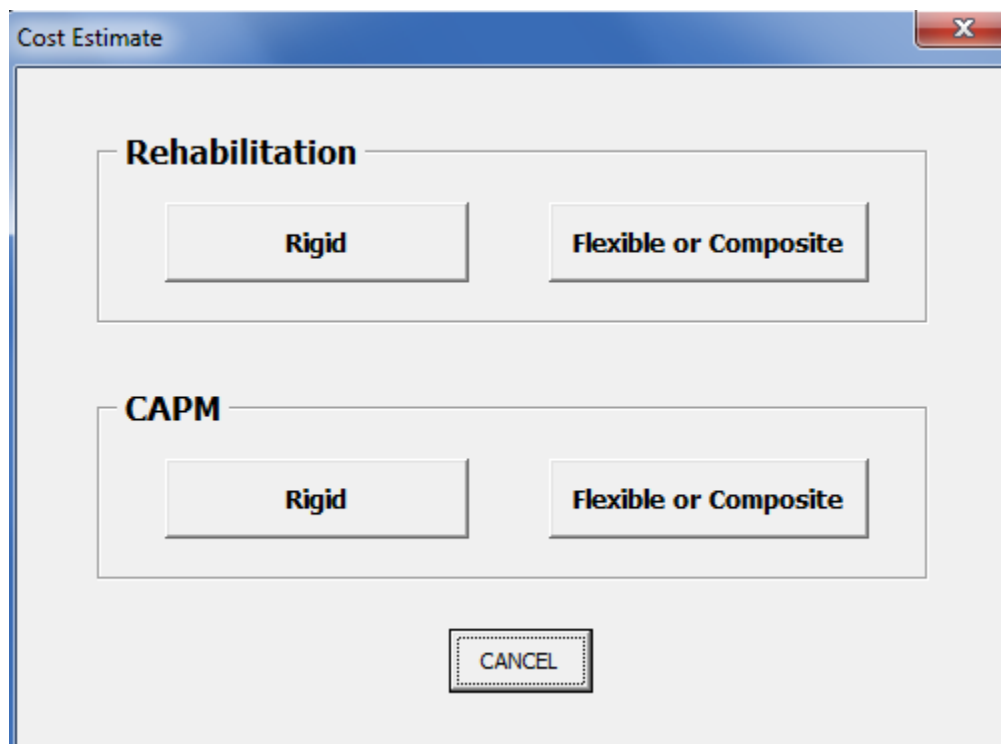 Cost Estimate
Rehabilitation
Rigid
Flexible or Composite
CAPM
Rigid
Flexible or Composite
CANCEL